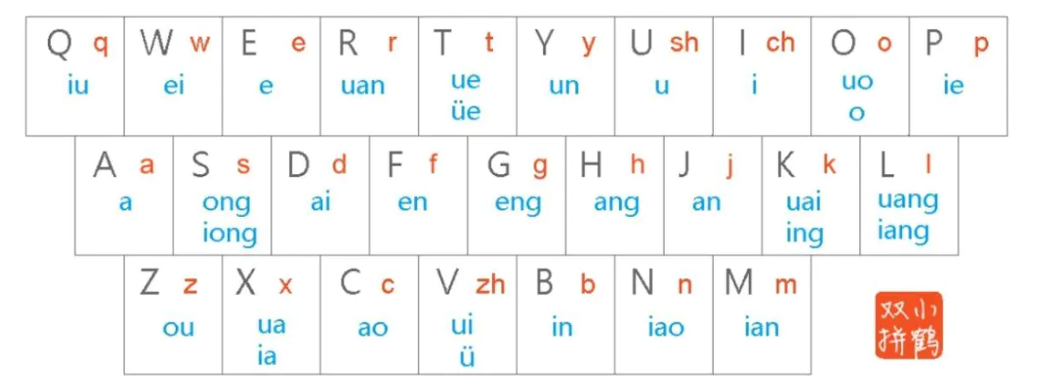 Q q W w E e R r T t Y y U sh I ch O o P p
iu ei e uan ue un u i uo ie
üe o
A a S s D d F f G g H h J j K k L l
a ong ai en eng ang an uai uang
iong ing iang
Z z X x C c V zh B b N n M m
ou ua ao ui in iao ian
ia ü
双小
拼鹤